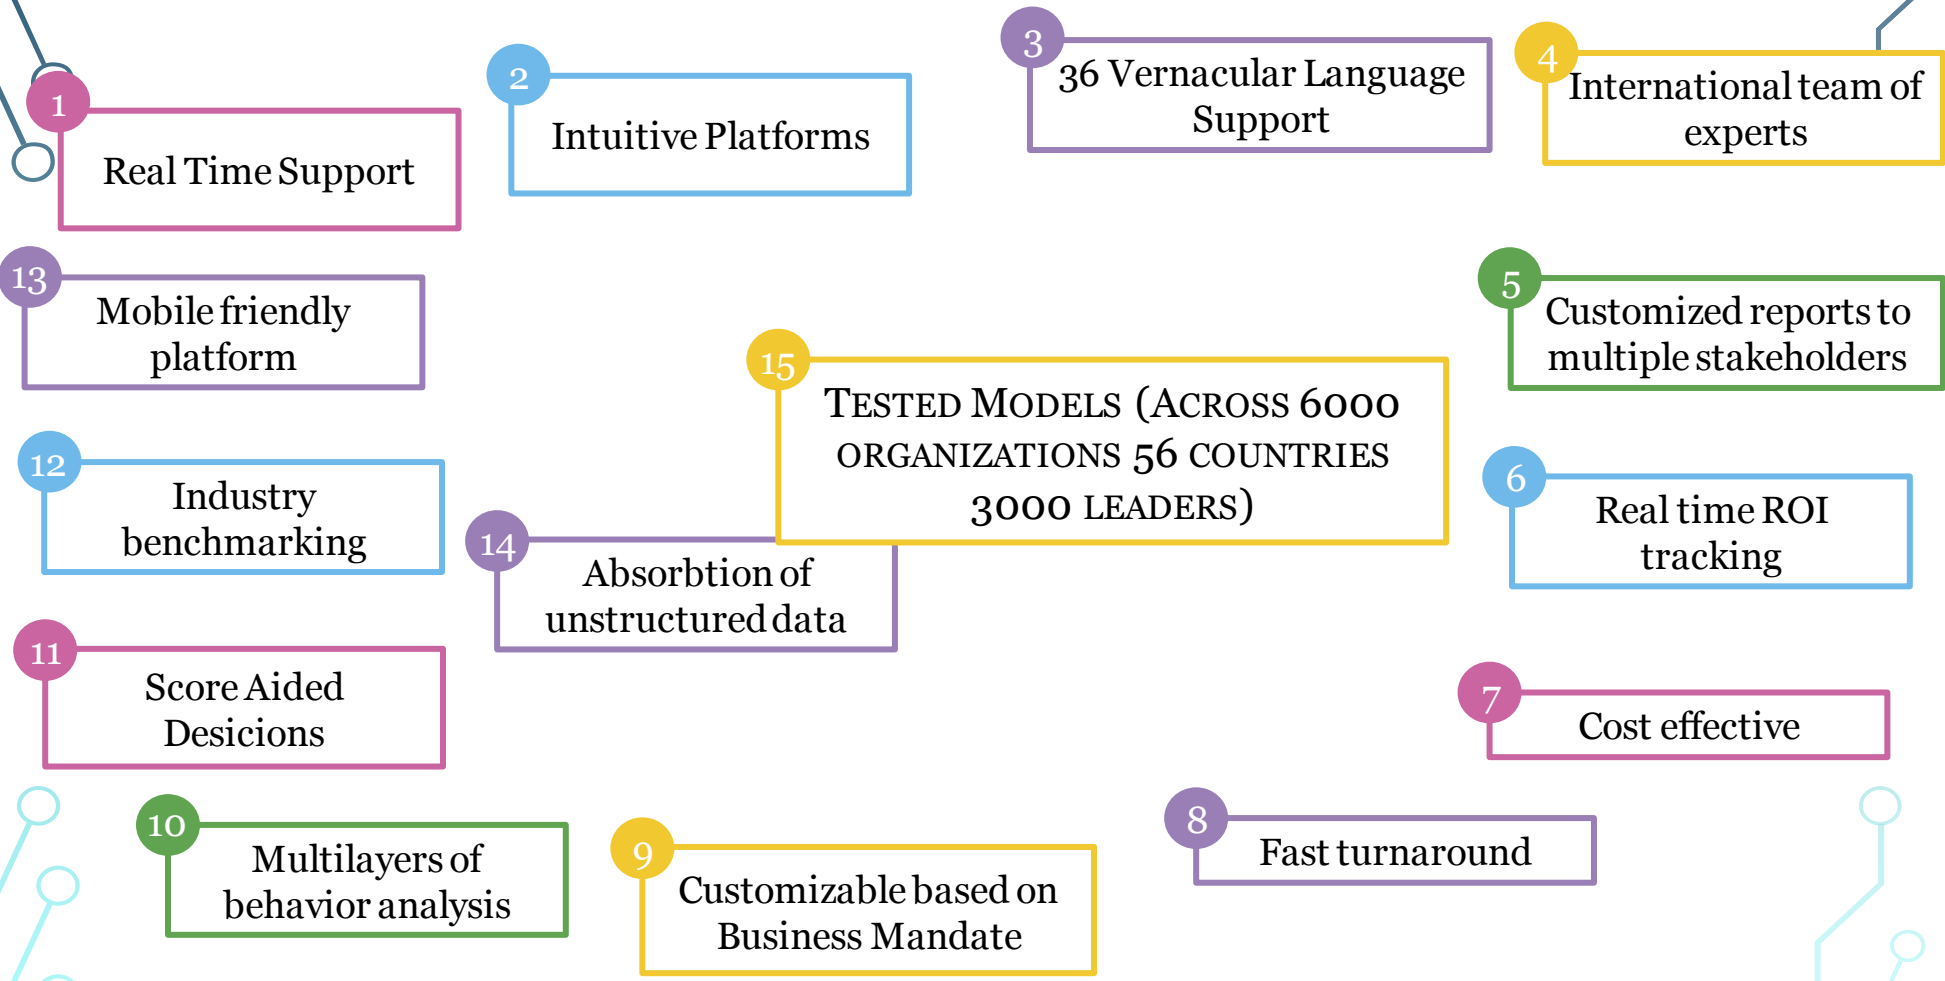 1
Real Time Support
2
Intuitive Platforms
3
36 Vernacular Language
Support
4
International team of
experts
5
Customized reports to
multiple stakeholders
6
Real time ROI
tracking
7
Cost effective
8
Fast turnaround
9
Customizable based on
Business Mandate
10
Multilayers of
behavior analysis
11
Score Aided
Desicions
12
Industry
benchmarking
13
Mobile friendly
platform
14
Absorbtion of
unstructured data
15
TESTED MODELS (ACROSS 6000
ORGANIZATIONS 56 COUNTRIES
3000 LEADERS)